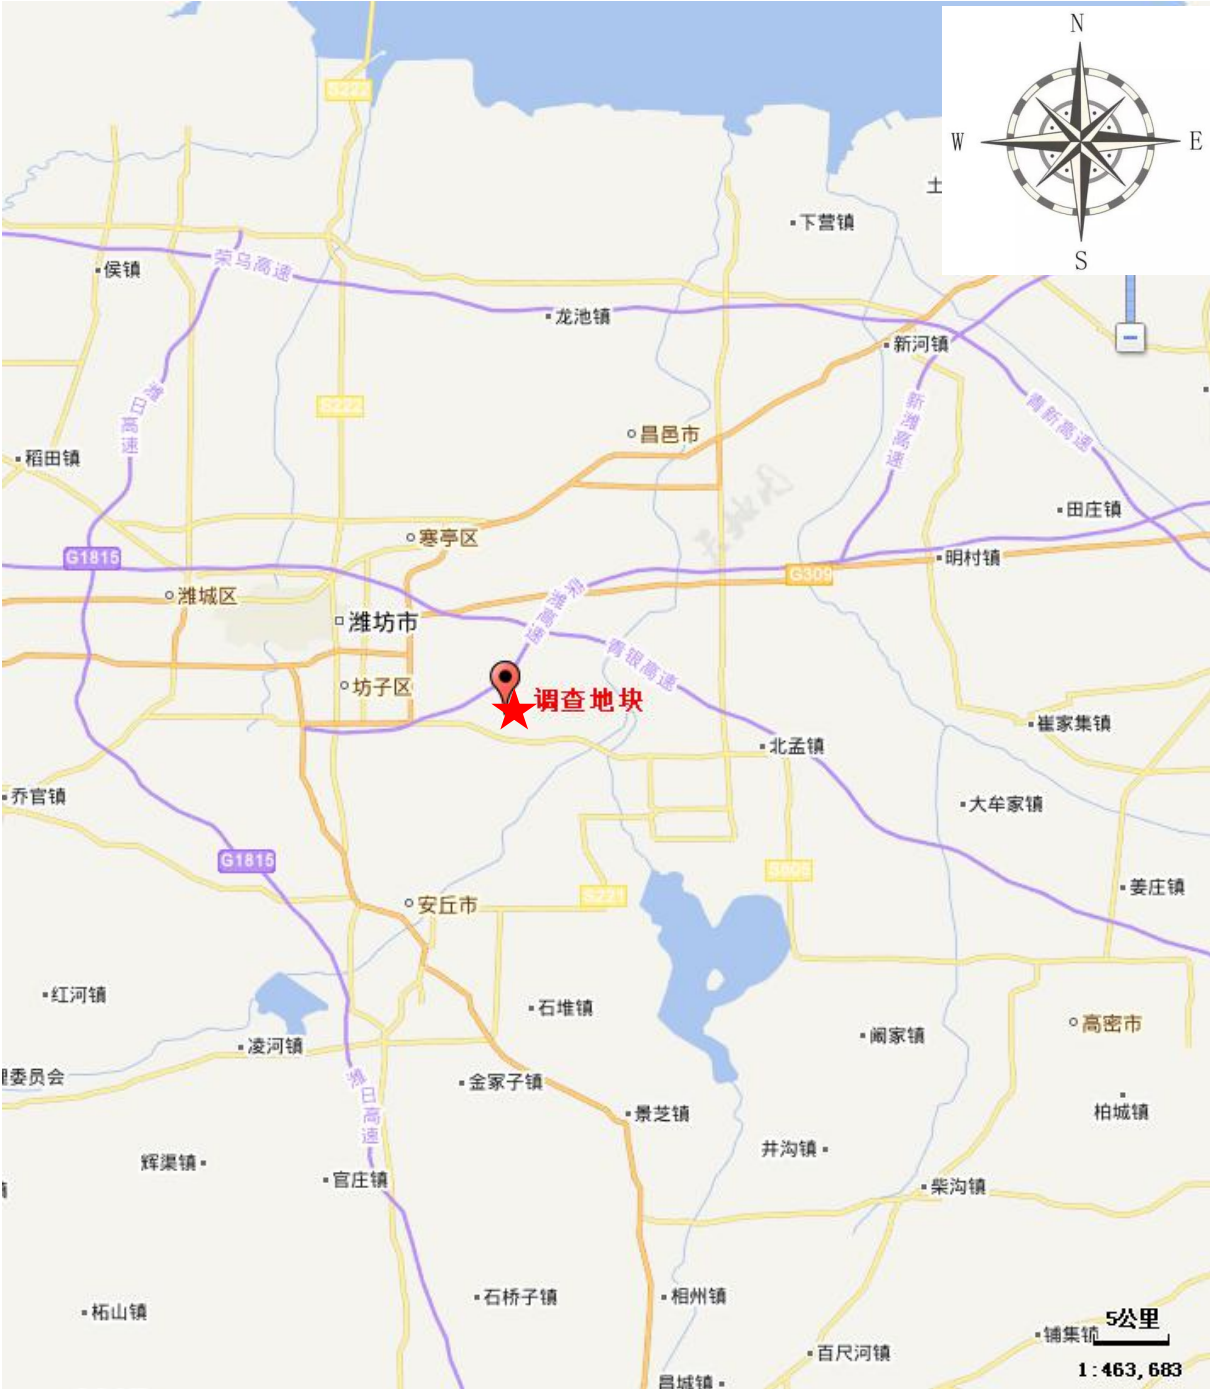 N
S222
W
E
土
下营镇
S
荣乌高速
侯镇
龙池镇
新河镇
潍日高速
S222
新潍高速
青新高速
昌邑市
稻田镇
田庄镇
寒亭区
G1815
明村镇
G309
潍城区
荣潍高速
潍坊市
青银高速
坊子区
调查地块
崔家集镇
北孟镇
乔官镇
大牟家镇
G1815
姜庄镇
S221
安丘市
红河镇
石堆镇
高密市
阚家镇
凌河镇
委员会
金冢子镇
潍日高速
景芝镇
柏城镇
井沟镇
辉渠镇
官庄镇
柴沟镇
石桥子镇
相州镇
柘山镇
5公里
铺集镇
百尺河镇
1:463,683
昌城镇